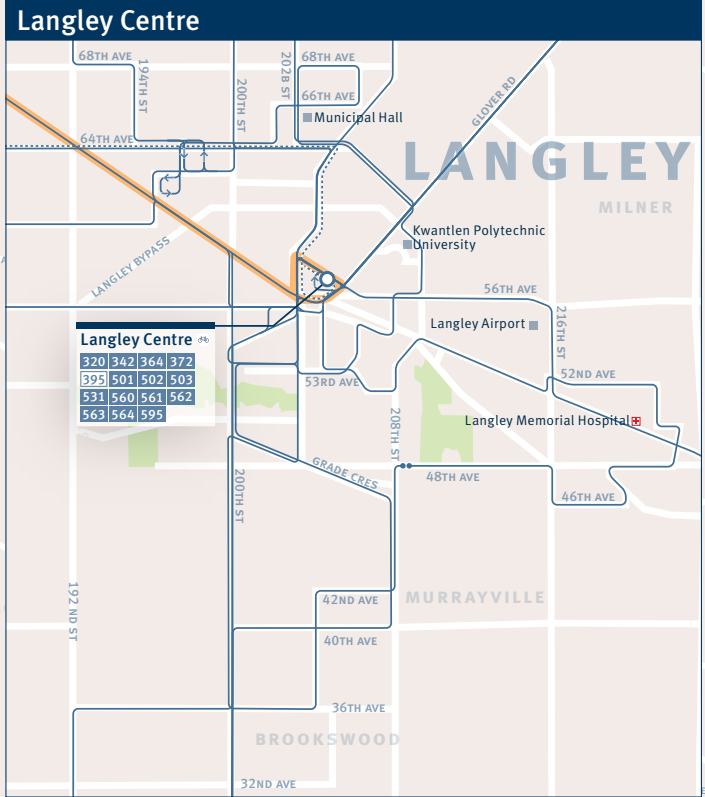 Langley Centre
68TH AVE
194TH ST
200TH ST
202B ST
68TH AVE
66TH AVE
GLOVER RD
Municipal Hall
64TH AVE
LANGLEY
MILNER
Kwantlen Polytechnic
University
LANGLEY BYPASS
56TH AVE
216TH ST
Langley Airport
Langley Centre
320 342 364 372
395 501 502 503
531 560 561 562
563 564 595
53RD AVE
52ND AVE
208TH ST
Langley Memorial Hospital
GRADE CRES
200TH ST
48TH AVE
46TH AVE
192 ND ST
42ND AVE
MURRAYVILLE
40TH AVE
36TH AVE
BROOKSWOOD
32ND AVE